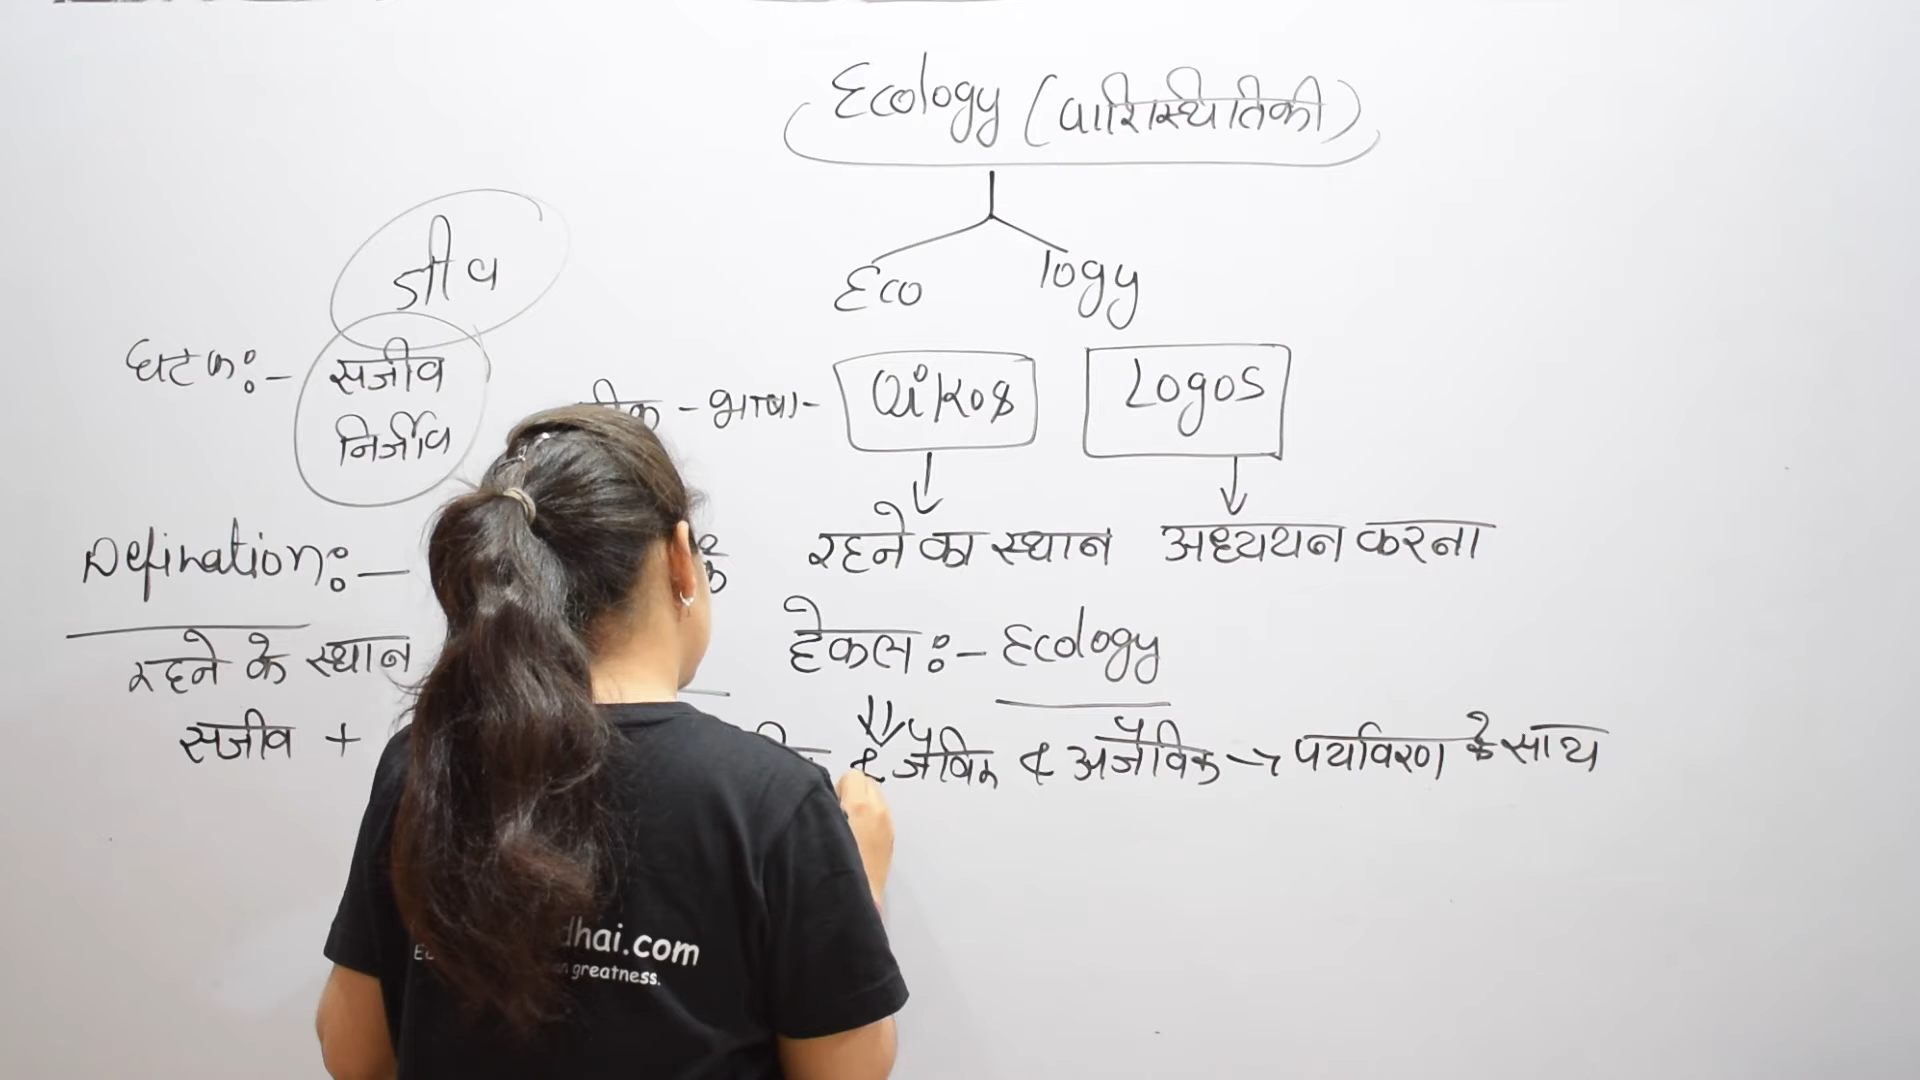 Ecology (पारिस्थितिकी)
Eco logy
जीव
घटक:- सजीव
निर्जीव
- भाषा - Oikos Logos
रहने का स्थान अध्ययन करना
Defination:-
रहने के स्थान
हेकल:- Ecology
सजीव +
& जैविक & अजैविक → पर्यावरण के साथ
dhai.com
greatness.